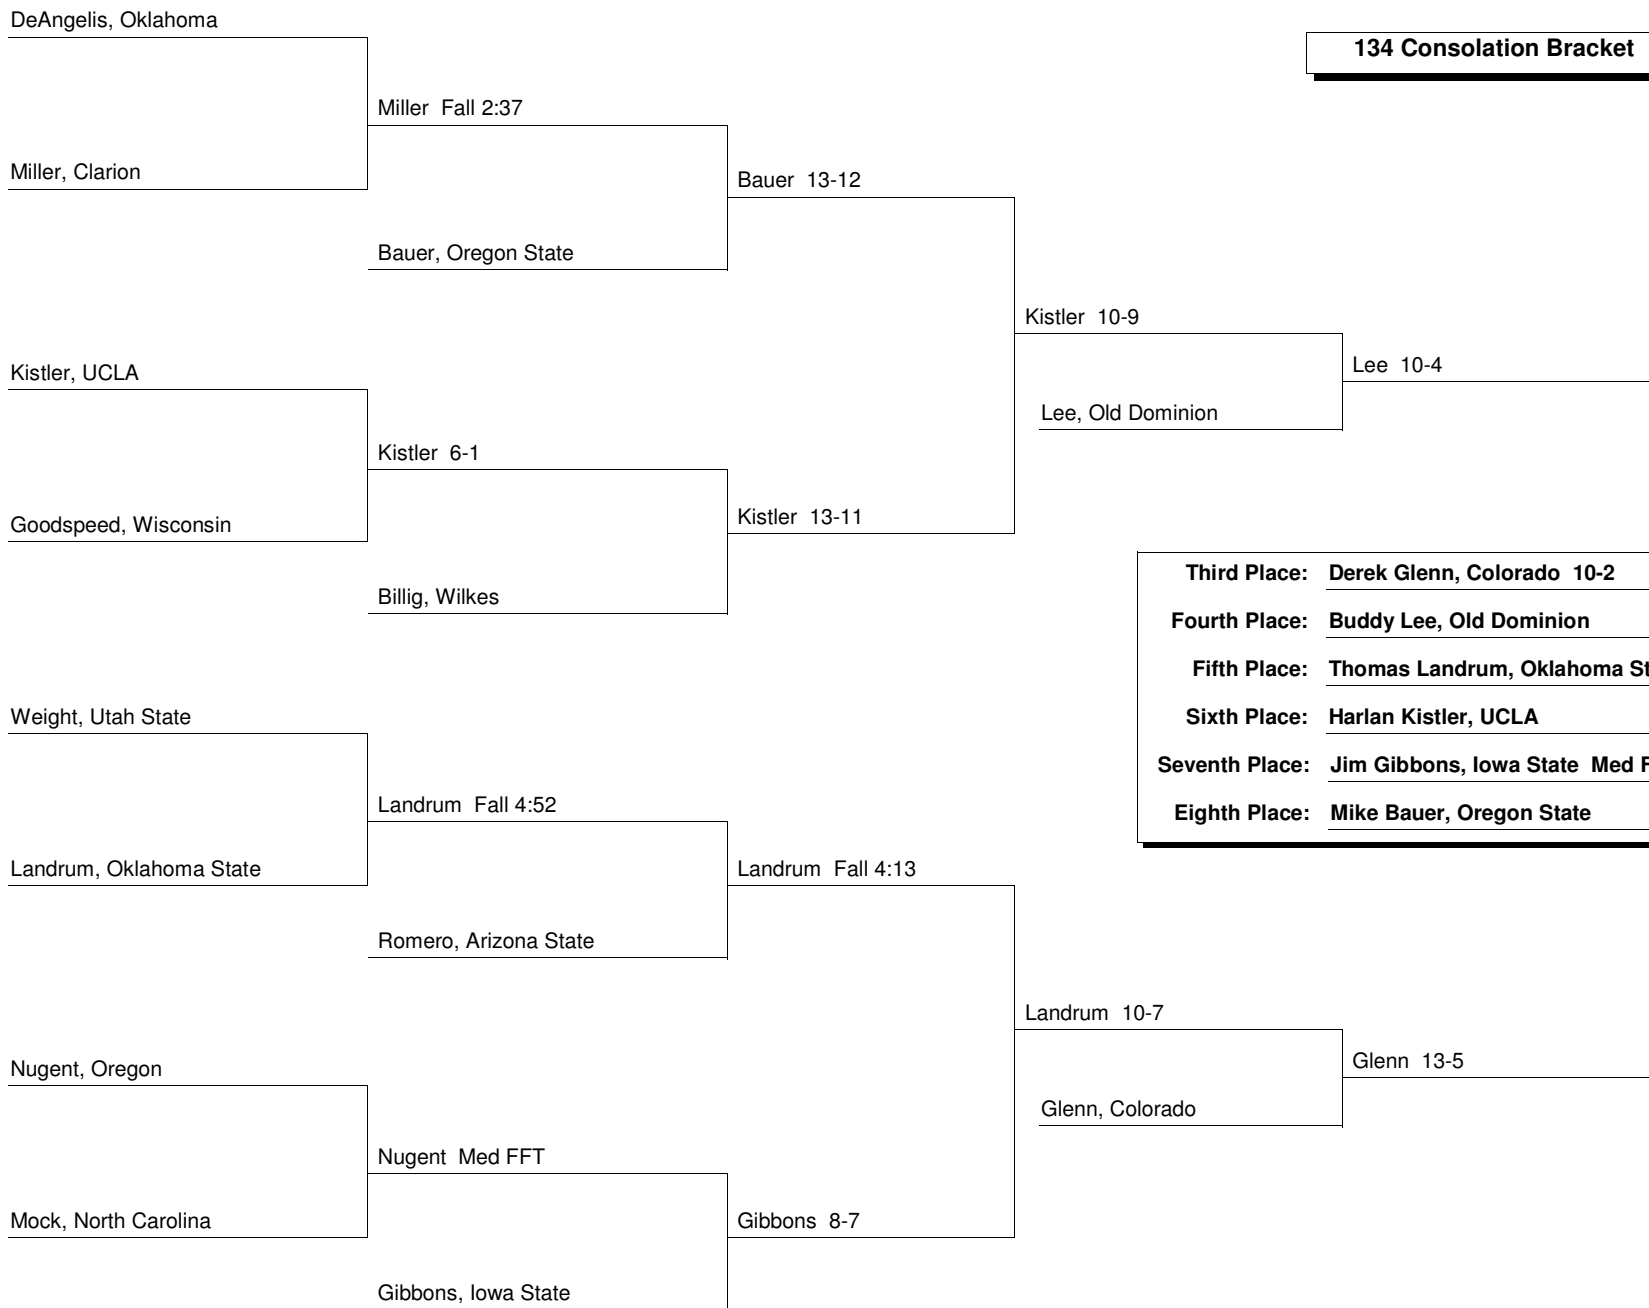 DeAngelis, Oklahoma
134 Consolation Bracket
Miller  Fall 2:37
Miller, Clarion
Bauer  13-12
Bauer, Oregon State
Kistler  10-9
Kistler, UCLA
Lee  10-4
Lee, Old Dominion
Kistler  6-1
Goodspeed, Wisconsin
Kistler  13-11
Billig, Wilkes
Third Place: Derek Glenn, Colorado  10-2
Fourth Place: Buddy Lee, Old Dominion
Fifth Place: Thomas Landrum, Oklahoma
Sixth Place: Harlan Kistler, UCLA
Seventh Place: Jim Gibbons, Iowa State  Med
Eighth Place: Mike Bauer, Oregon State
Weight, Utah State
Landrum  Fall 4:52
Landrum, Oklahoma State
Landrum  Fall 4:13
Romero, Arizona State
Landrum  10-7
Nugent, Oregon
Glenn  13-5
Glenn, Colorado
Nugent  Med FFT
Mock, North Carolina
Gibbons  8-7
Gibbons, Iowa State